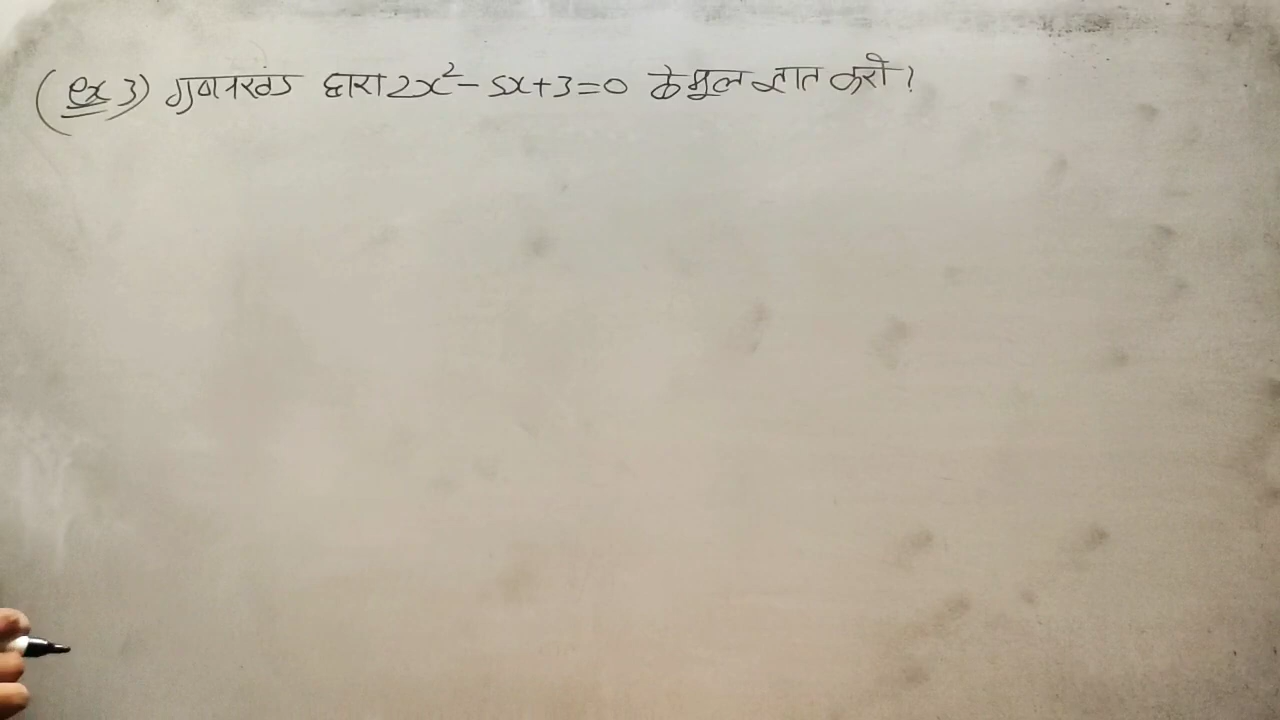 (ex 3) गुणनखंड द्वारा 2x² - 5x + 3 = 0 के मुल ज्ञात करो ?